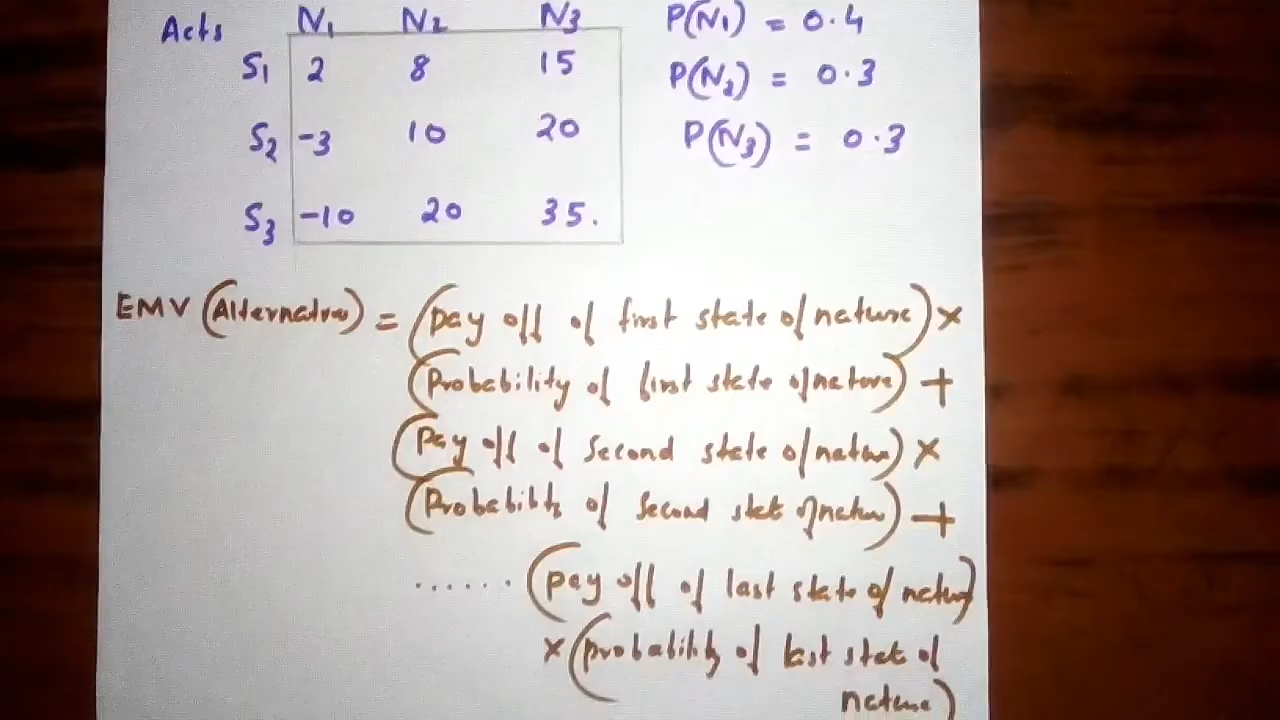 Acts N1 N2 N3 P(N1) = 0.4
S1 2 8 15 P(N2) = 0.3
S2 -3 10 20 P(N3) = 0.3
S3 -10 20 35.
EMV (Alternative) = (Pay off of first state of nature) ×
(Probability of first state of nature) +
(Pay off of second state of nature) ×
(Probability of second stat of nature) +
...... (pay off of last state of nature)
× (probability of last stat of
nature)